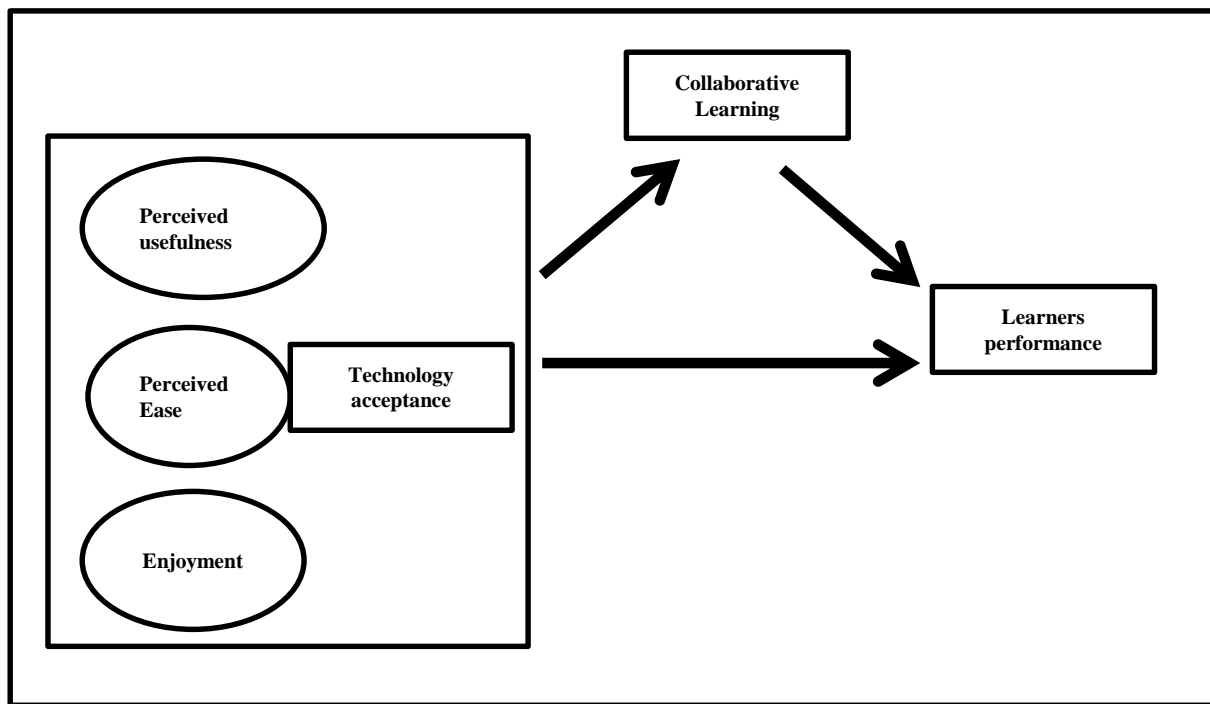 Collaborative
Learning
Perceived
usefulness
Perceived
Ease
Technology
acceptance
Enjoyment
Learners
performance